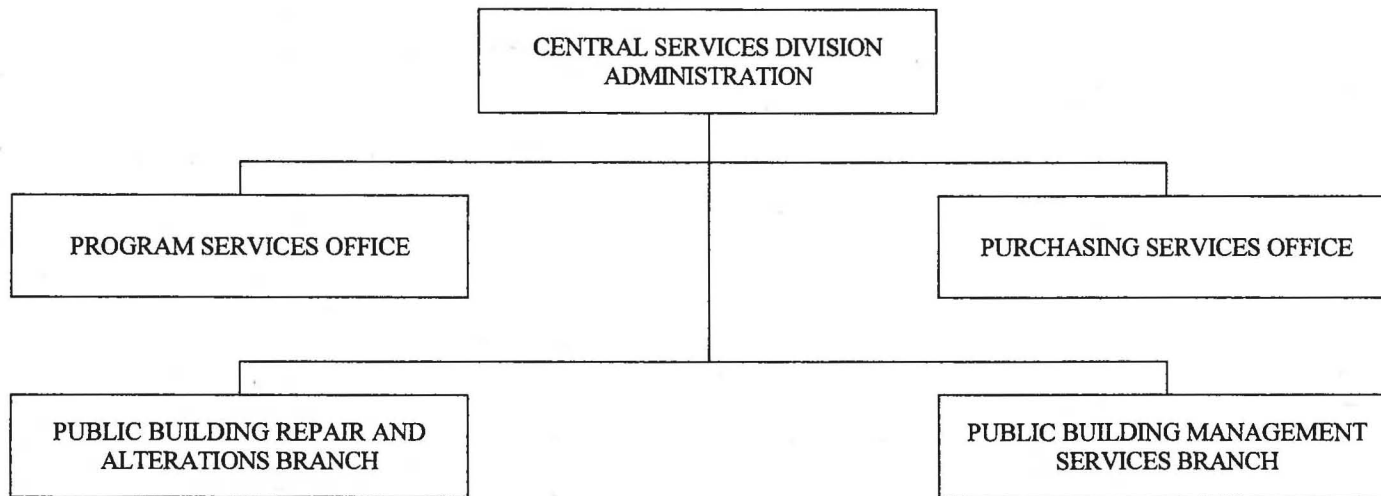 CENTRAL SERVICES DIVISION
ADMINISTRATION
PROGRAM SERVICES OFFICE
PURCHASING SERVICES OFFICE
PUBLIC BUILDING REPAIR AND
ALTERATIONS BRANCH
PUBLIC BUILDING MANAGEMENT
SERVICES BRANCH